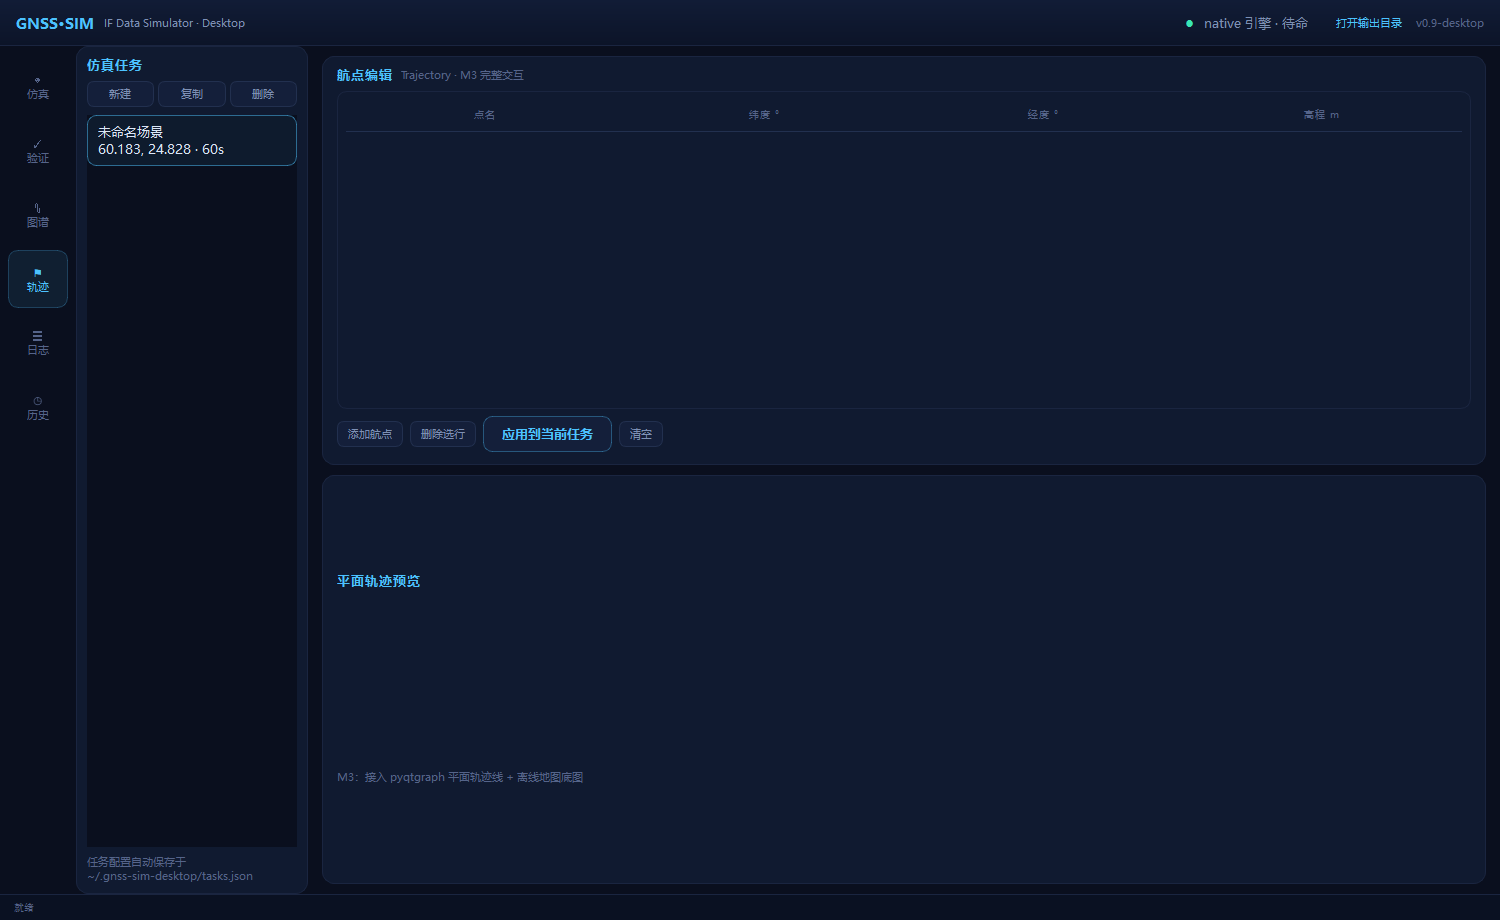 GNSS•SIM IF Data Simulator · Desktop
native 引擎 · 待命 打开输出目录 v0.9-desktop
仿真
验证
图谱
轨迹
日志
历史
仿真任务
新建 复制 删除
未命名场景
60.183, 24.828 · 60s
任务配置自动保存于
~/.gnss-sim-desktop/tasks.json
航点编辑 Trajectory · M3 完整交互
点名 纬度 ° 经度 ° 高程 m
添加航点 删除选行 应用到当前任务 清空
平面轨迹预览
M3：接入 pyqtgraph 平面轨迹线 + 离线地图底图
就绪